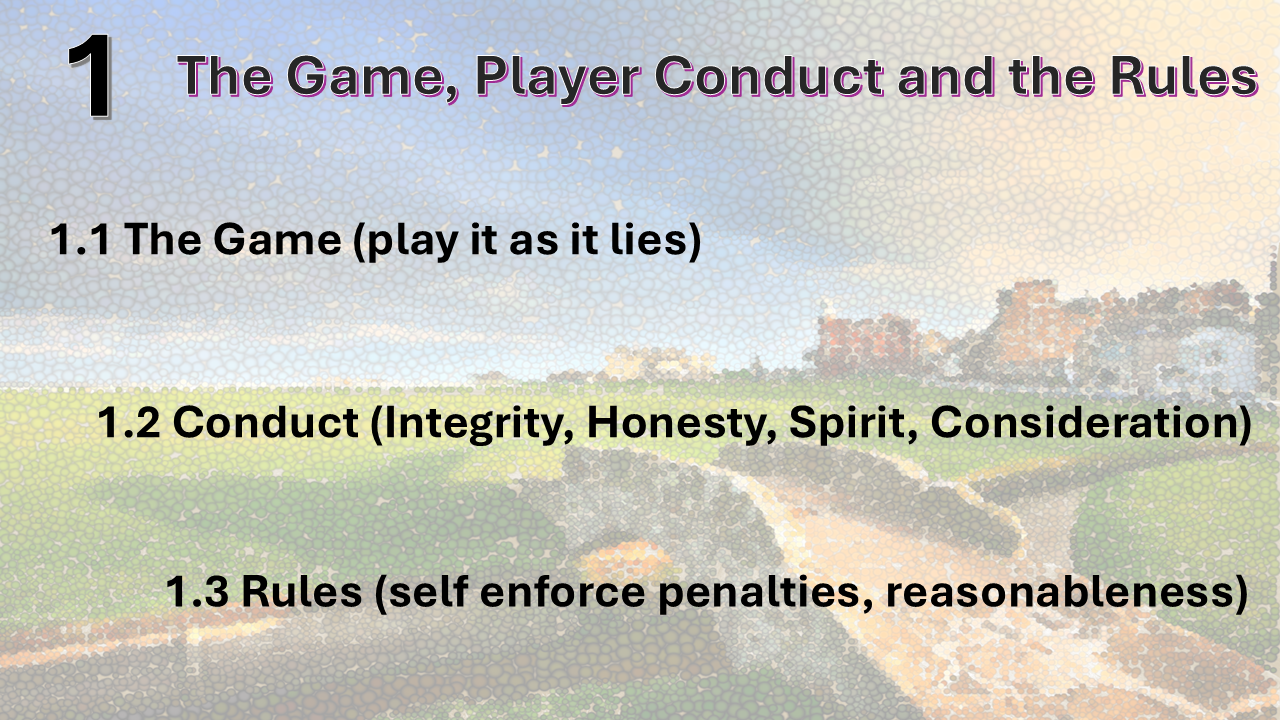 1 The Game, Player Conduct and the Rules
1.1 The Game (play it as it lies)
1.2 Conduct (Integrity, Honesty, Spirit, Consideration)
1.3 Rules (self enforce penalties, reasonableness)